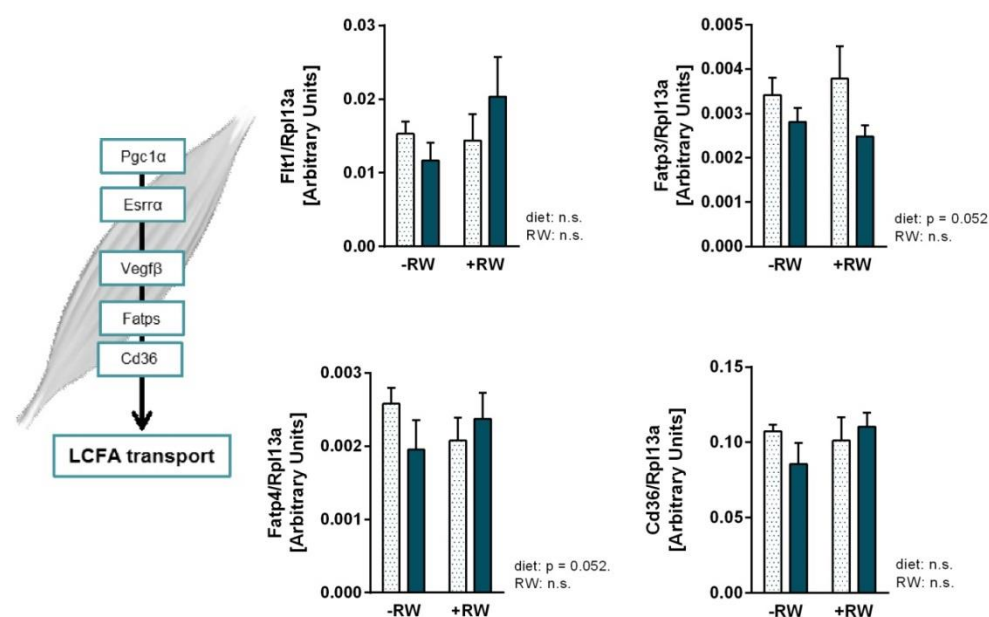 Pgc1α
Esrrα
Vegfβ
Fatps
Cd36
LCFA transport
Flt1/Rpl13a
[Arbitrary Units]
0.03
0.02
0.01
0.00
-RW +RW
diet: n.s.
RW: n.s.
Fatp3/Rpl13a
[Arbitrary Units]
0.005
0.004
0.003
0.002
0.001
0.000
-RW +RW
diet: p = 0.052
RW: n.s.
Fatp4/Rpl13a
[Arbitrary Units]
0.003
0.002
0.001
0.000
-RW +RW
diet: p = 0.052.
RW: n.s.
Cd36/Rpl13a
[Arbitrary Units]
0.15
0.10
0.05
0.00
-RW +RW
diet: n.s.
RW: n.s.